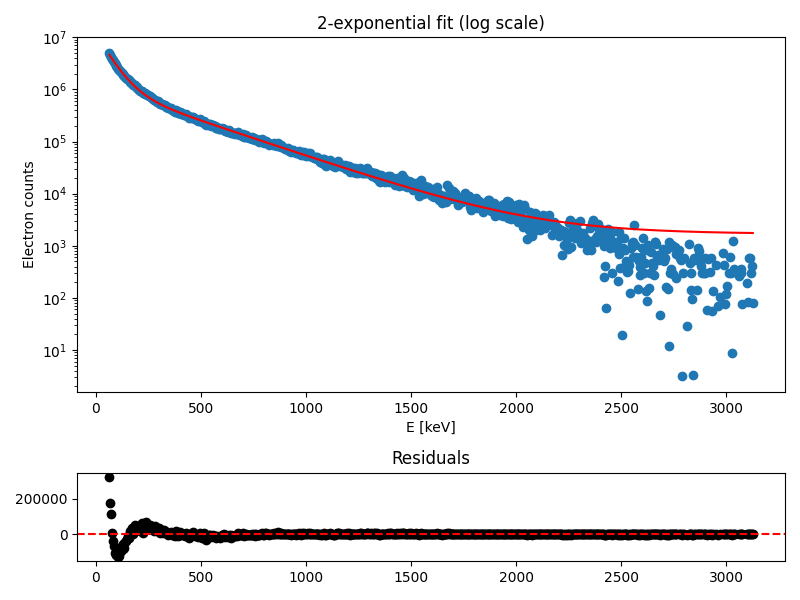 2-exponential fit (log scale)
Electron counts
10^7
10^6
10^5
10^4
10^3
10^2
10^1
0 500 1000 1500 2000 2500 3000
E [keV]
Residuals
200000
0
0 500 1000 1500 2000 2500 3000